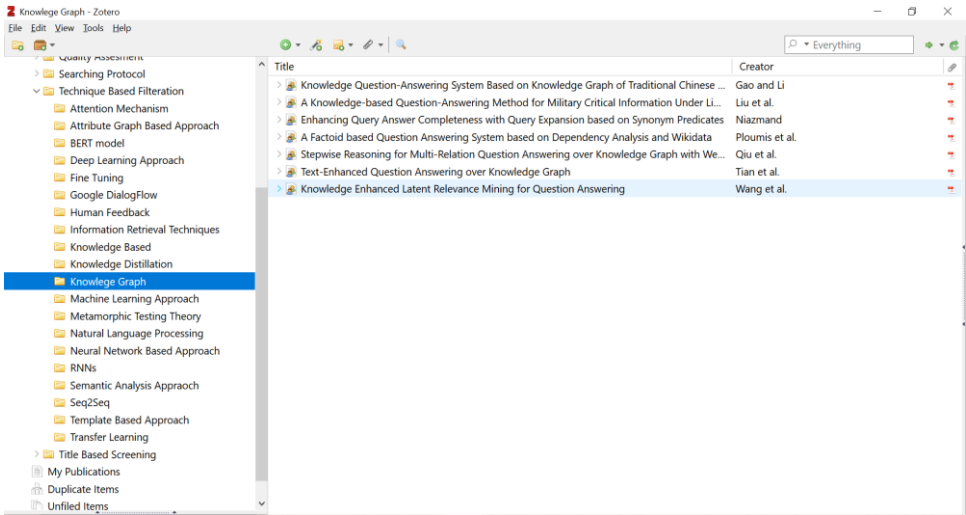 Knowlege Graph - Zotero
File Edit View Tools Help
Everything
Quality Assesment
Searching Protocol
Technique Based Filteration
Attention Mechanism
Attribute Graph Based Approach
BERT model
Deep Learning Approach
Fine Tuning
Google DialogFlow
Human Feedback
Information Retrieval Techniques
Knowledge Based
Knowledge Distillation
Knowlege Graph
Machine Learning Approach
Metamorphic Testing Theory
Natural Language Processing
Neural Network Based Approach
RNNs
Semantic Analysis Appraoch
Seq2Seq
Template Based Approach
Transfer Learning
Title Based Screening
My Publications
Duplicate Items
Unfiled Items
Title Creator
Knowledge Question-Answering System Based on Knowledge Graph of Traditional Chinese ... Gao and Li
A Knowledge-based Question-Answering Method for Military Critical Information Under Li... Liu et al.
Enhancing Query Answer Completeness with Query Expansion based on Synonym Predicates Niazmand
A Factoid based Question Answering System based on Dependency Analysis and Wikidata Ploumis et al.
Stepwise Reasoning for Multi-Relation Question Answering over Knowledge Graph with We... Qiu et al.
Text-Enhanced Question Answering over Knowledge Graph Tian et al.
Knowledge Enhanced Latent Relevance Mining for Question Answering Wang et al.